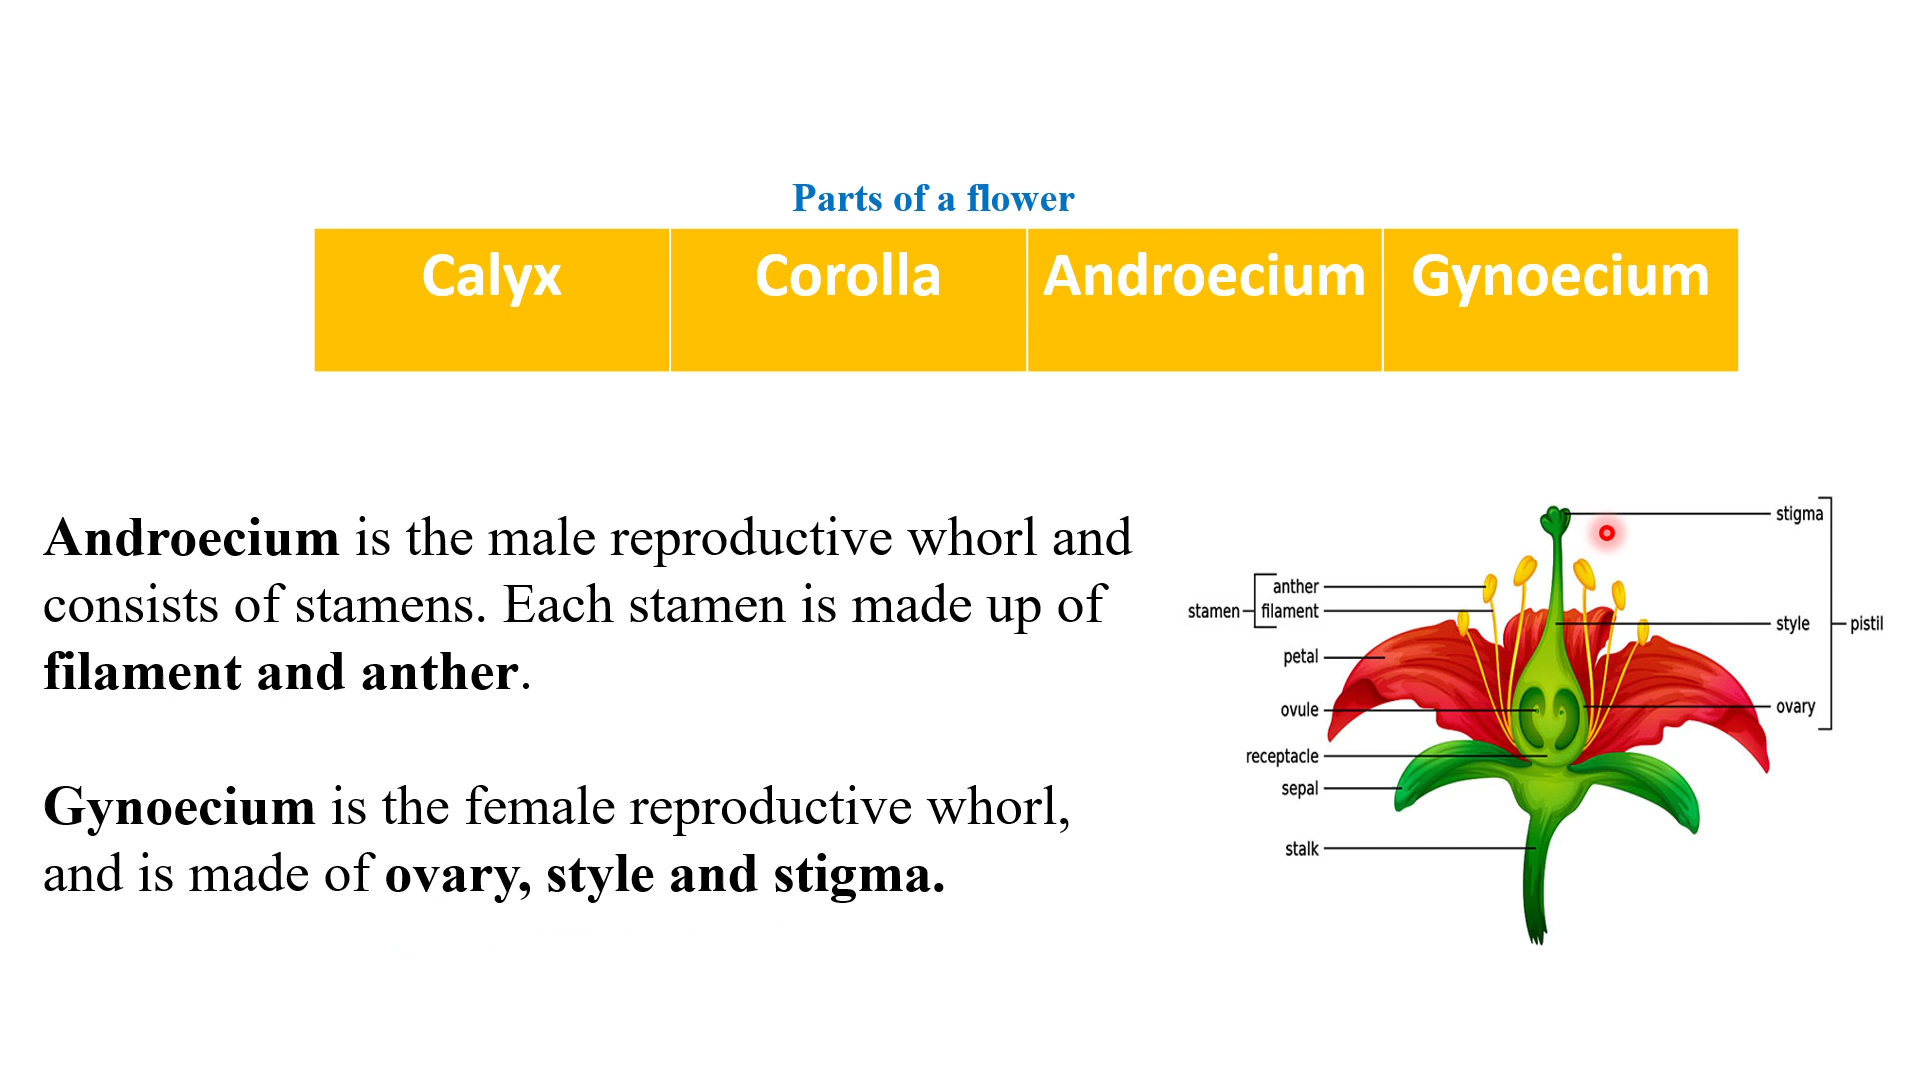 Parts of a flower
Calyx Corolla Androecium Gynoecium
Androecium is the male reproductive whorl and
consists of stamens. Each stamen is made up of
filament and anther.
Gynoecium is the female reproductive whorl,
and is made of ovary, style and stigma.
stigma
anther
stamen
filament
style
pistil
petal
ovule
ovary
receptacle
sepal
stalk